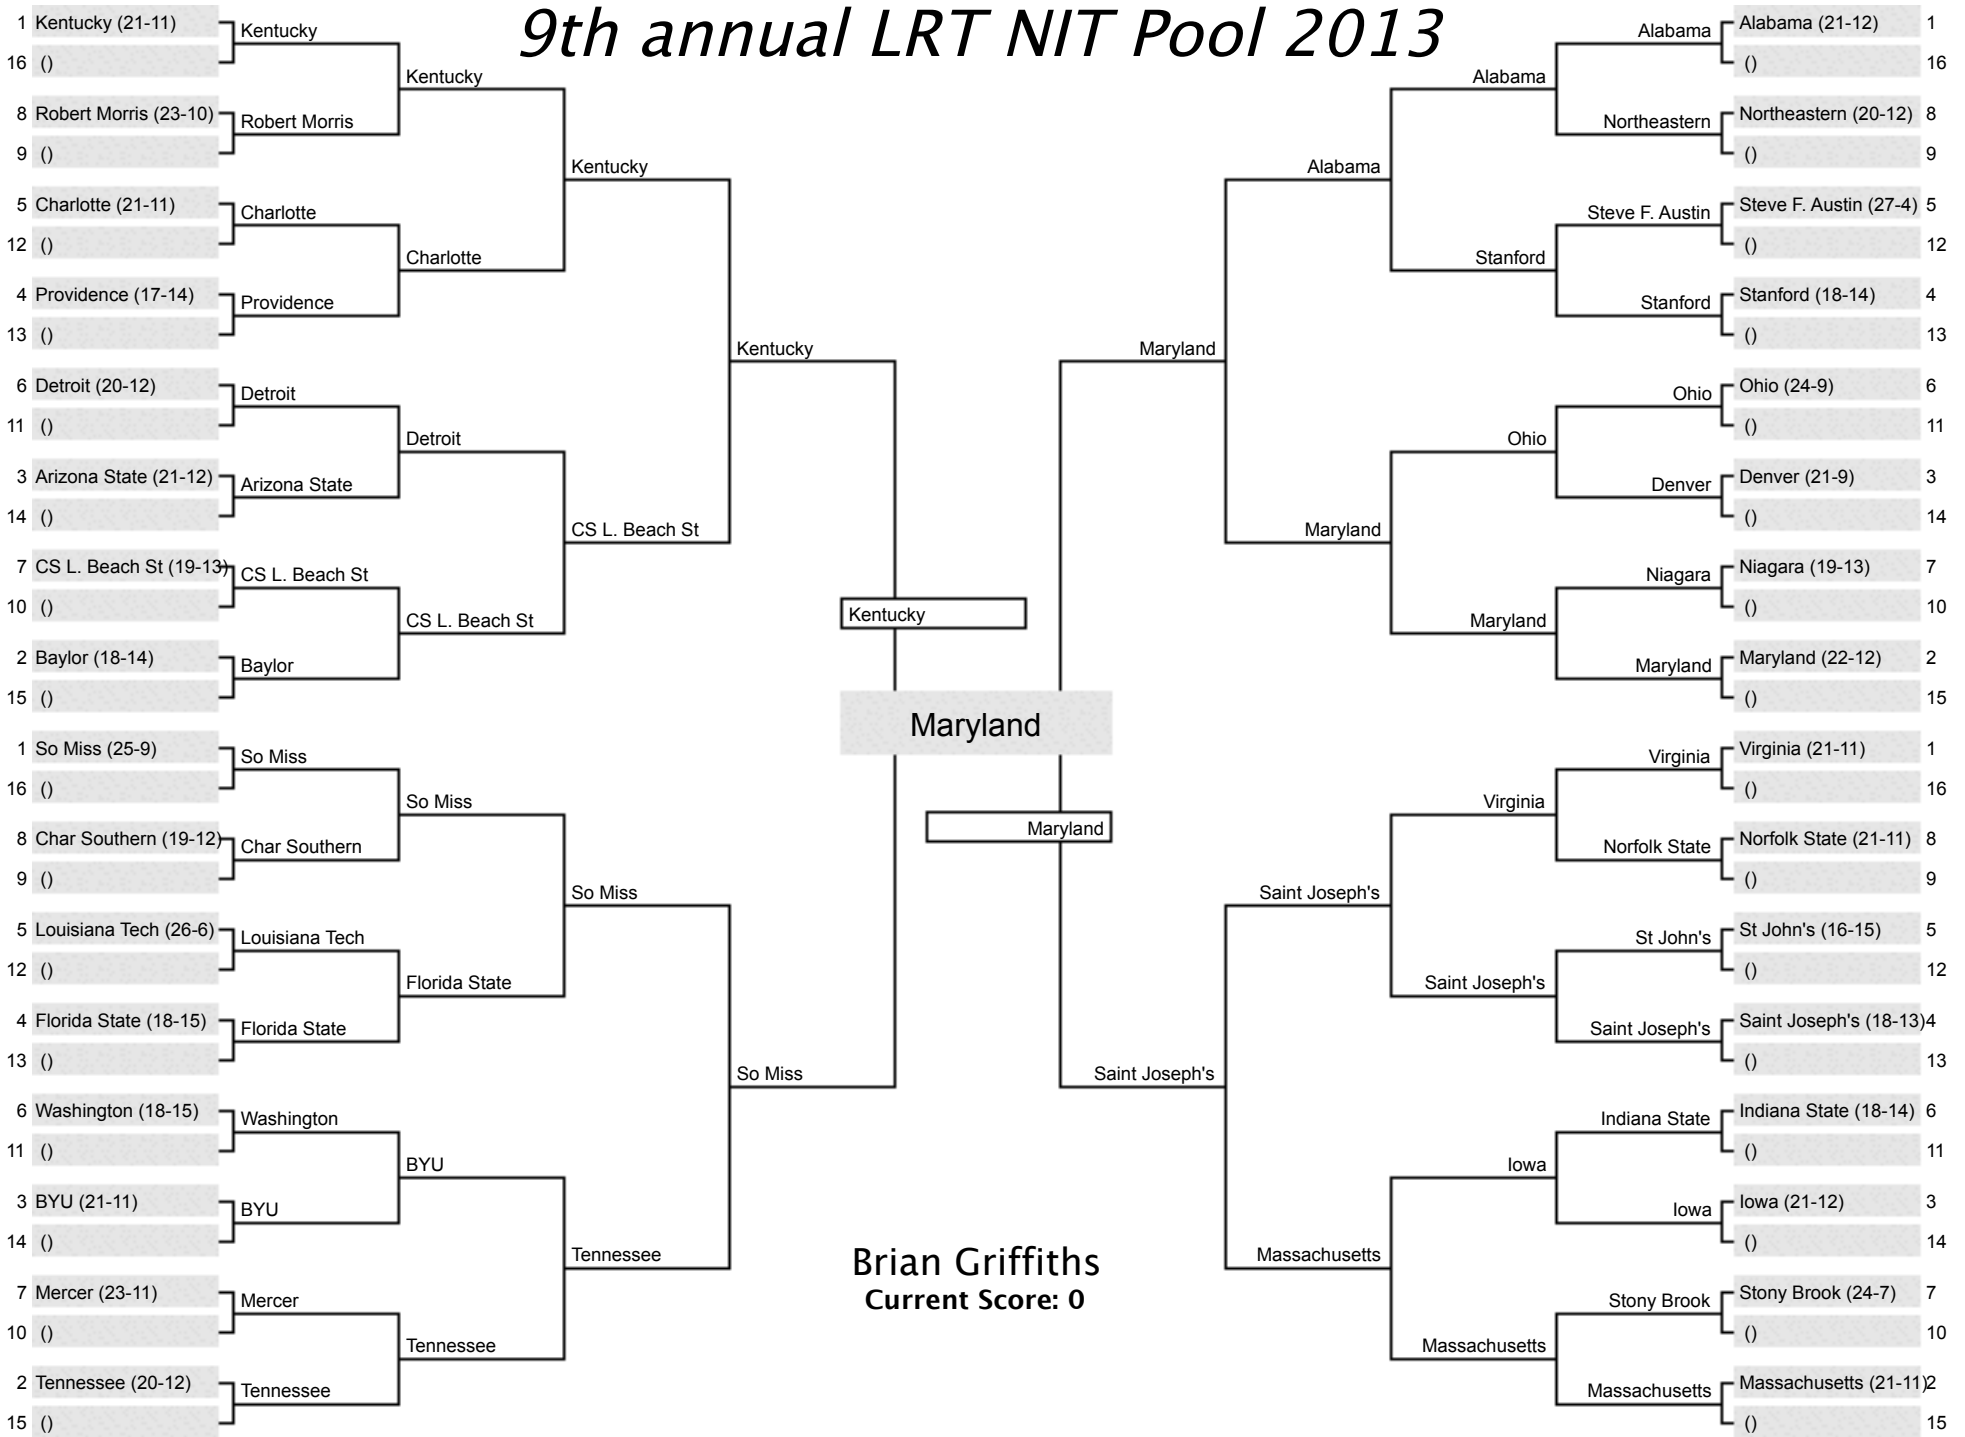 9th annual LRT NIT Pool 2013
1 Kentucky (21-11)
16 ()
8 Robert Morris (23-10)
9 ()
5 Charlotte (21-11)
12 ()
4 Providence (17-14)
13 ()
6 Detroit (20-12)
11 ()
3 Arizona State (21-12)
14 ()
7 CS L. Beach St (19-13)
10 ()
2 Baylor (18-14)
15 ()
1 So Miss (25-9)
16 ()
8 Char Southern (19-12)
9 ()
5 Louisiana Tech (26-6)
12 ()
4 Florida State (18-15)
13 ()
6 Washington (18-15)
11 ()
3 BYU (21-11)
14 ()
7 Mercer (23-11)
10 ()
2 Tennessee (20-12)
15 ()
Kentucky
Robert Morris
Charlotte
Providence
Detroit
Arizona State
CS L. Beach St
Baylor
So Miss
Char Southern
Louisiana Tech
Florida State
Washington
BYU
Mercer
Tennessee
Kentucky
Charlotte
Detroit
CS L. Beach St
So Miss
Florida State
BYU
Tennessee
Kentucky
CS L. Beach St
So Miss
Tennessee
Kentucky
So Miss
Kentucky
Maryland
Maryland
Brian Griffiths
Current Score: 0
Maryland
Saint Joseph's
Alabama
Maryland
Saint Joseph's
Massachusetts
Alabama
Stanford
Ohio
Maryland
Virginia
Saint Joseph's
Iowa
Massachusetts
Alabama
Northeastern
Steve F. Austin
Stanford
Ohio
Denver
Niagara
Maryland
Virginia
Norfolk State
St John's
Saint Joseph's
Indiana State
Iowa
Stony Brook
Massachusetts
Alabama (21-12) 1
() 16
Northeastern (20-12) 8
() 9
Steve F. Austin (27-4) 5
() 12
Stanford (18-14) 4
() 13
Ohio (24-9) 6
() 11
Denver (21-9) 3
() 14
Niagara (19-13) 7
() 10
Maryland (22-12) 2
() 15
Virginia (21-11) 1
() 16
Norfolk State (21-11) 8
() 9
St John's (16-15) 5
() 12
Saint Joseph's (18-13) 4
() 13
Indiana State (18-14) 6
() 11
Iowa (21-12) 3
() 14
Stony Brook (24-7) 7
() 10
Massachusetts (21-11) 2
() 15